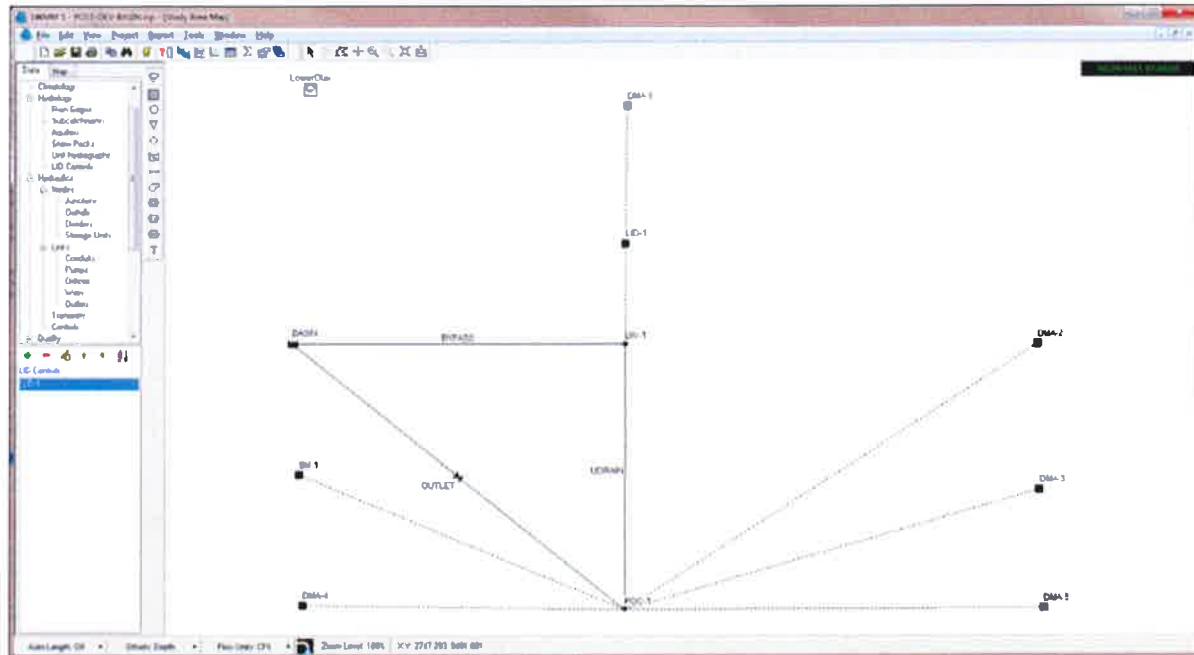 SWMM 5 - POST-DEV-BASIN.inp - [Study Area Map]
File Edit View Project Report Tools Window Help
Data Map
Climatology
Hydrology
Rain Gages
Subcatchments
Aquifers
Snow Packs
Unit Hydrographs
LID Controls
Hydraulics
Nodes
Junctions
Outfalls
Dividers
Storage Units
Links
Conduits
Pumps
Orifices
Weirs
Outlets
Transects
Controls
Quality
LID Controls
LID-1
DMA-1
LID-1
BASIN
BYPASS
DIV-1
DMA-2
BM-1
OUTLET
UDRAIN
DMA-3
DMA-4
POC-1
Auto-Length: Off
Offsets: Depth
Flow Units: CFS
Zoom Level: 100%